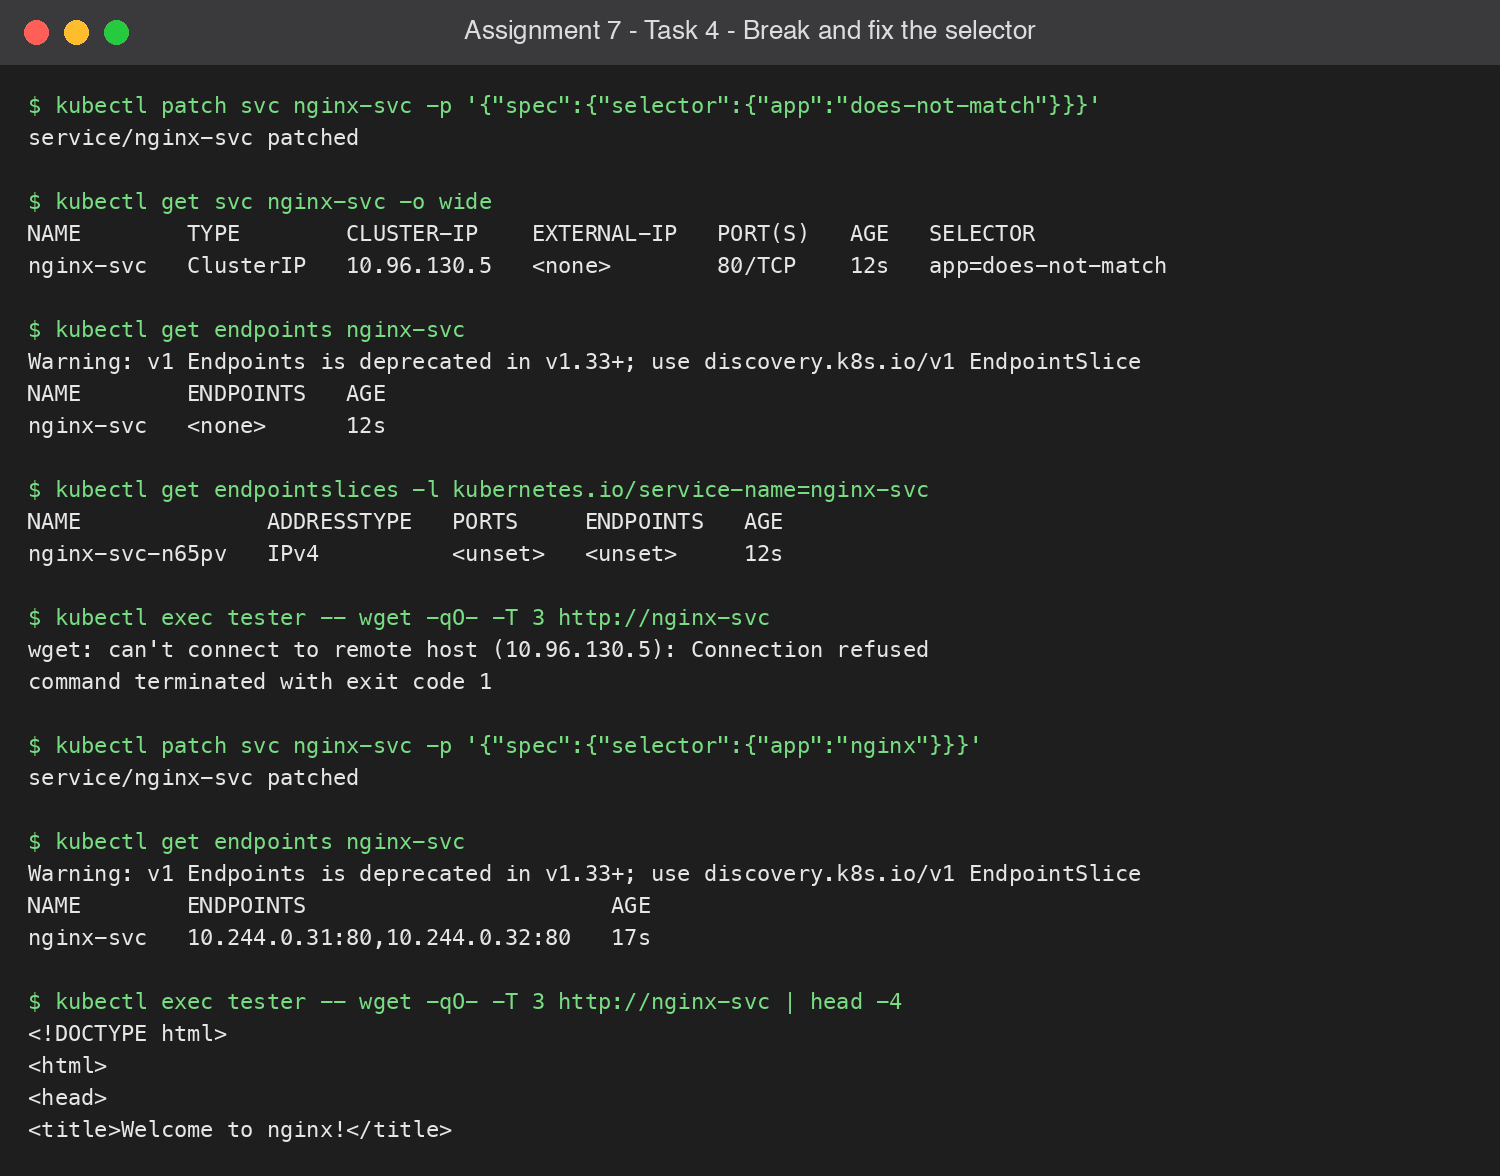 Assignment 7 - Task 4 - Break and fix the selector
$ kubectl patch svc nginx-svc -p '{"spec":{"selector":{"app":"does-not-match"}}}'
service/nginx-svc patched
$ kubectl get svc nginx-svc -o wide
NAME        TYPE        CLUSTER-IP    EXTERNAL-IP   PORT(S)   AGE   SELECTOR
nginx-svc   ClusterIP   10.96.130.5   <none>        80/TCP    12s   app=does-not-match
$ kubectl get endpoints nginx-svc
Warning: v1 Endpoints is deprecated in v1.33+; use discovery.k8s.io/v1 EndpointSlice
NAME        ENDPOINTS   AGE
nginx-svc   <none>      12s
$ kubectl get endpointslices -l kubernetes.io/service-name=nginx-svc
NAME              ADDRESSTYPE   PORTS     ENDPOINTS   AGE
nginx-svc-n65pv   IPv4          <unset>   <unset>     12s
$ kubectl exec tester -- wget -qO- -T 3 http://nginx-svc
wget: can't connect to remote host (10.96.130.5): Connection refused
command terminated with exit code 1
$ kubectl patch svc nginx-svc -p '{"spec":{"selector":{"app":"nginx"}}}'
service/nginx-svc patched
$ kubectl get endpoints nginx-svc
Warning: v1 Endpoints is deprecated in v1.33+; use discovery.k8s.io/v1 EndpointSlice
NAME        ENDPOINTS                       AGE
nginx-svc   10.244.0.31:80,10.244.0.32:80   17s
$ kubectl exec tester -- wget -qO- -T 3 http://nginx-svc | head -4
<!DOCTYPE html>
<html>
<head>
<title>Welcome to nginx!</title>